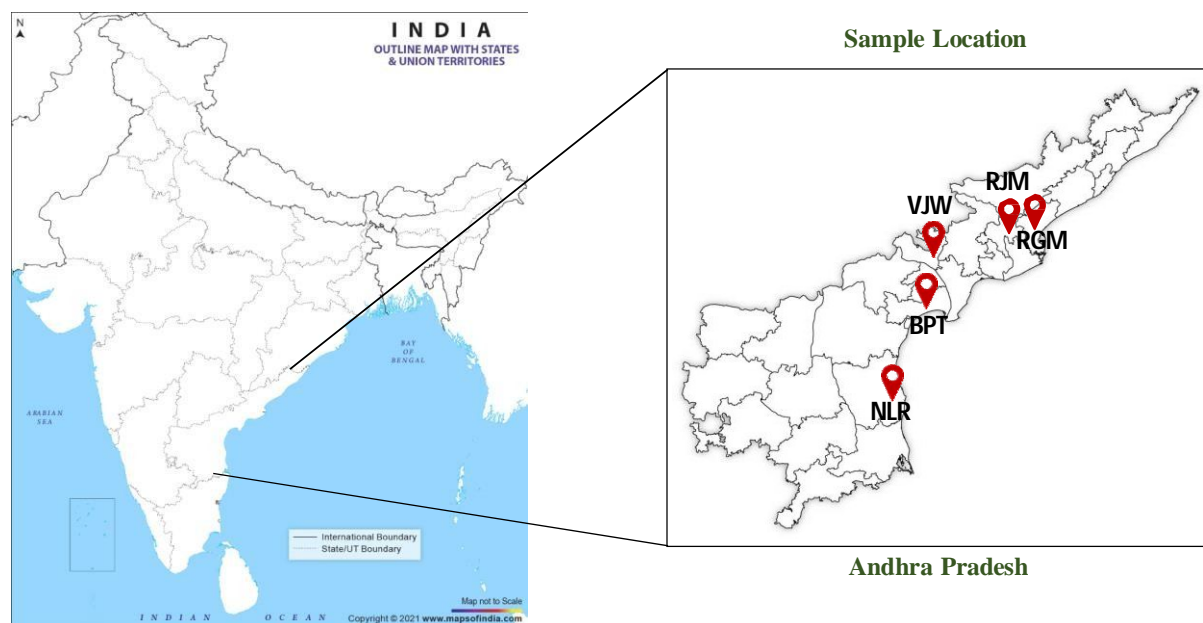 N
INDIA
OUTLINE MAP WITH STATES
& UNION TERRITORIES
BAY
OF
BENGAL
ARABIAN
SEA
International Boundary
State/UT Boundary
Map not to Scale
INDIAN OCEAN
Copyright © 2021 www.mapsofindia.com
Sample Location
RJM
VJW
RGM
BPT
NLR
Andhra Pradesh